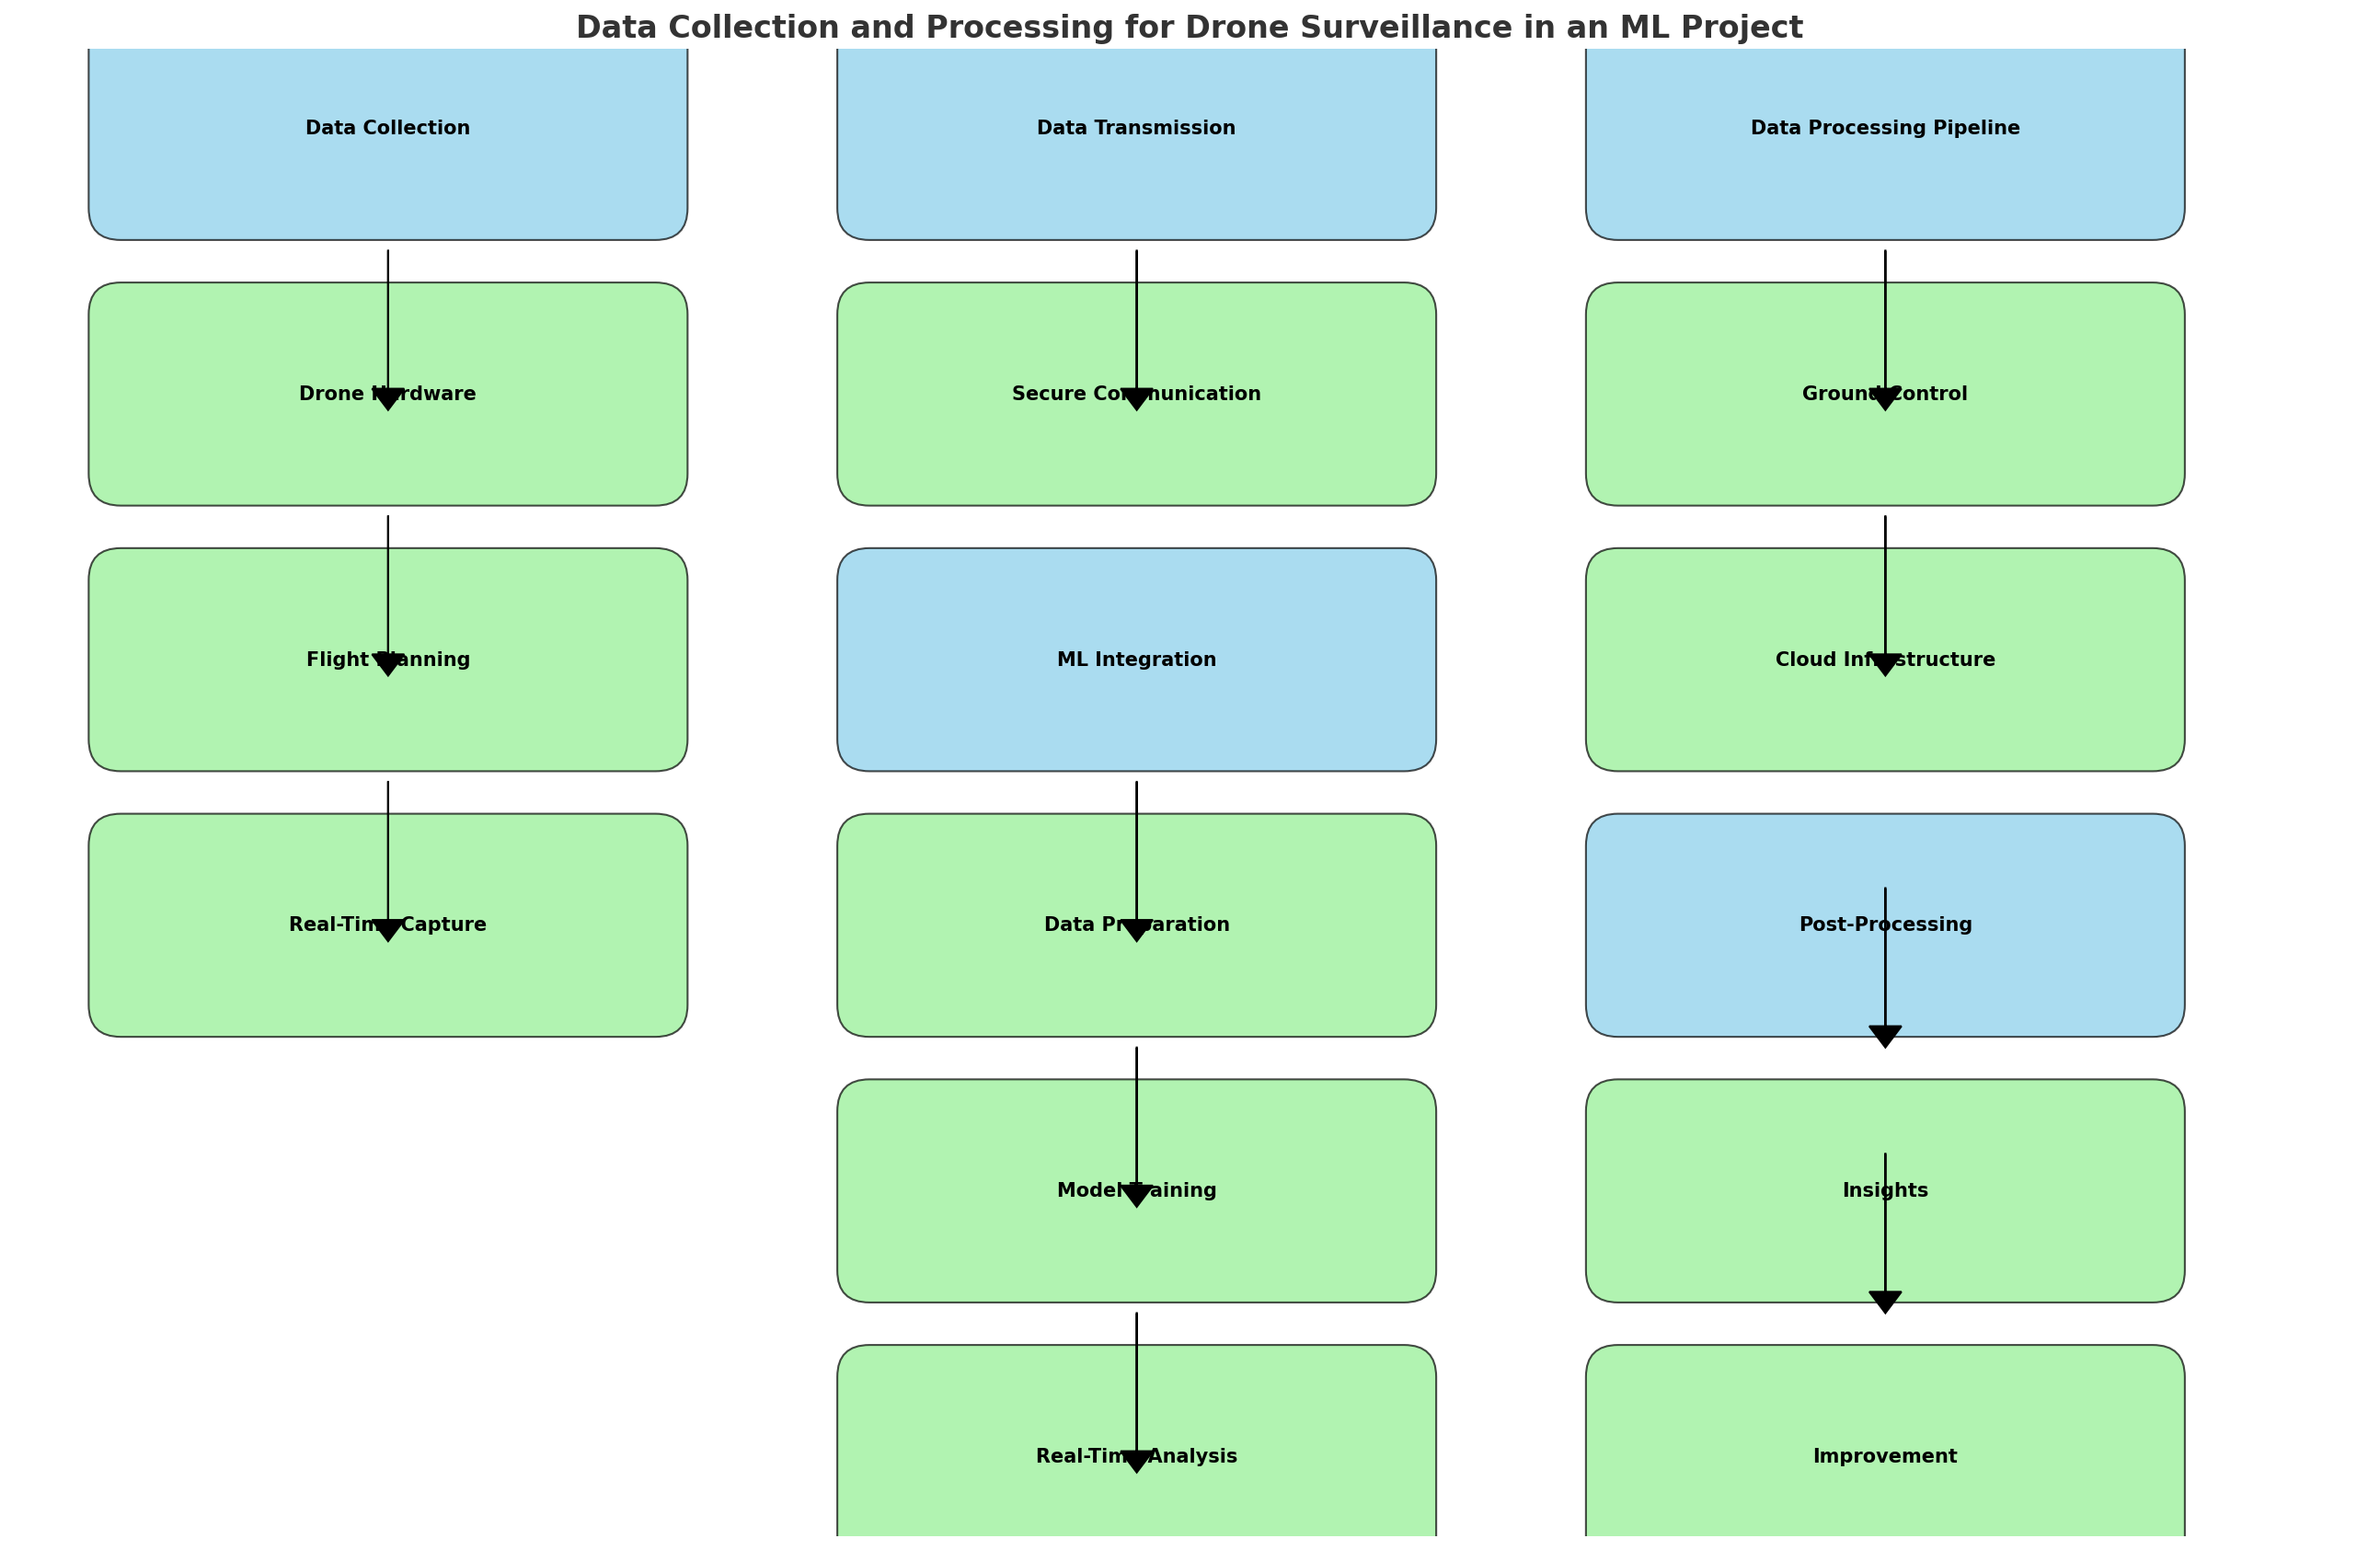 Data Collection and Processing for Drone Surveillance in an ML Project
Data Collection
Data Transmission
Data Processing Pipeline
Drone Hardware
Secure Communication
Ground Control
Flight Planning
ML Integration
Cloud Infrastructure
Real-Time Capture
Data Preparation
Post-Processing
Model Training
Insights
Real-Time Analysis
Improvement